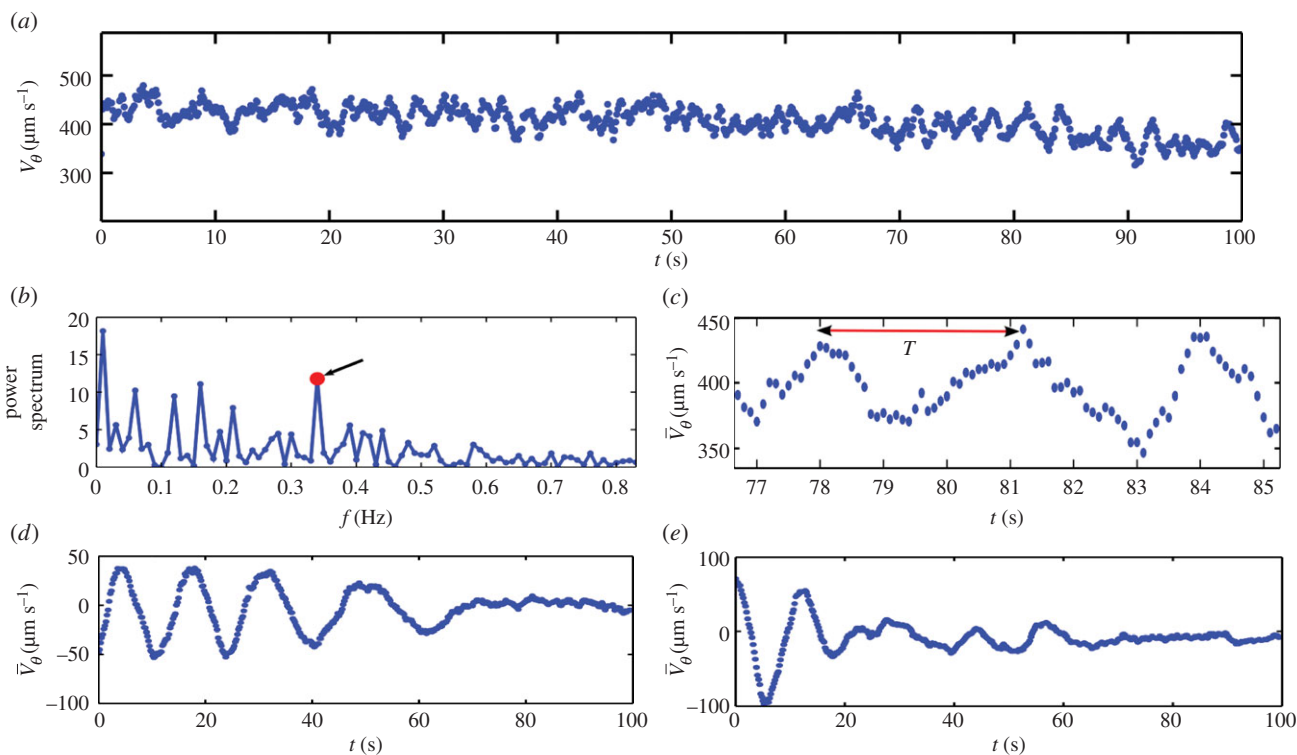 (a)
500
400
300
V_θ (µm s⁻¹)
0 10 20 30 40 50 60 70 80 90 100
t (s)
(b)
20
15
10
5
0
power
spectrum
0 0.1 0.2 0.3 0.4 0.5 0.6 0.7 0.8
f (Hz)
(c)
450
400
350
V̄_θ (µm s⁻¹)
T
77 78 79 80 81 82 83 84 85
t (s)
(d)
50
0
−50
−100
V̄_θ (µm s⁻¹)
0 20 40 60 80 100
t (s)
(e)
100
0
−100
V̄_θ (µm s⁻¹)
0 20 40 60 80 100
t (s)